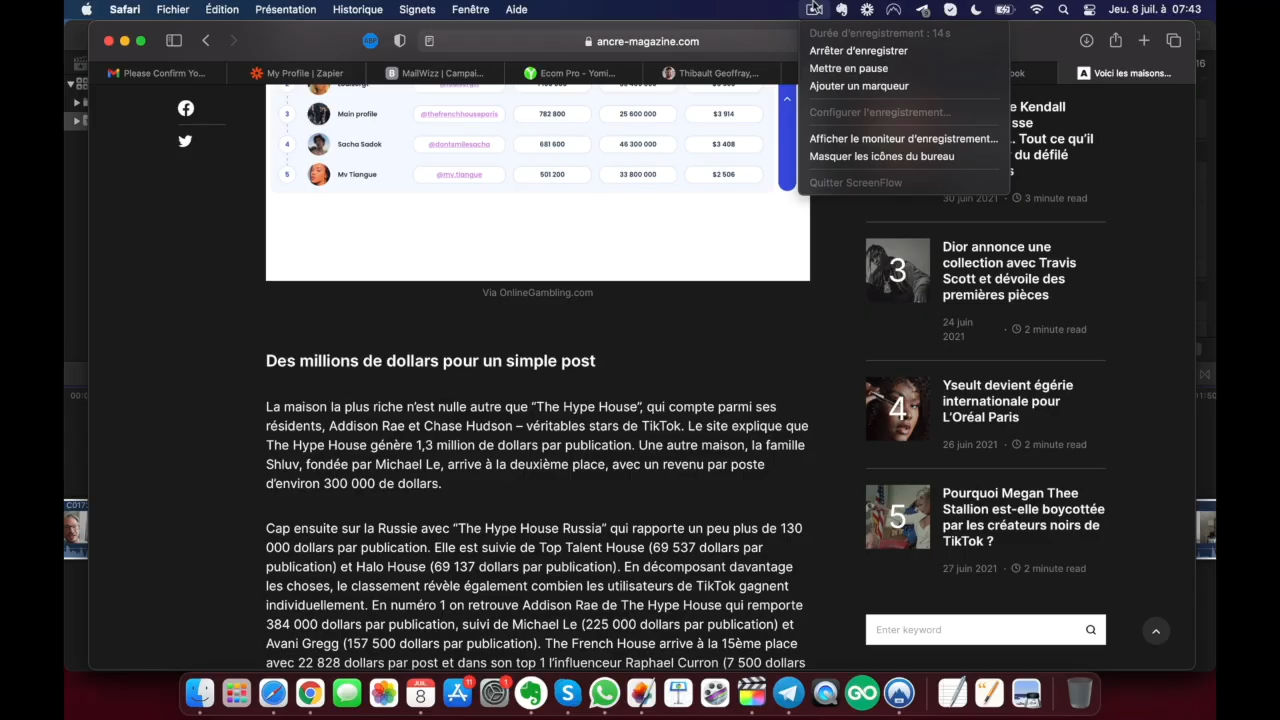 Safari Fichier Édition Présentation Historique Signets Fenêtre Aide
Jeu. 8 juil. à 07:43
ancre-magazine.com
Please Confirm Yo...
My Profile | Zapier
MailWizz | Campai...
Ecom Pro - Yomi...
Thibault Geoffray,...
ook
Voici les maisons...
Durée d'enregistrement : 14 s
Arrêter d'enregistrer
Mettre en pause
Ajouter un marqueur
Configurer l'enregistrement...
Afficher le moniteur d'enregistrement...
Masquer les icônes du bureau
Quitter ScreenFlow
3 Main profile @thefrenchhouseparis 782 800 25 600 000 $3 914
4 Sacha Sadok @dontsmilesacha 681 600 46 300 000 $3 408
5 Mv Tiangue @mv.tiangue 501 200 33 800 000 $2 506
Via OnlineGambling.com
Des millions de dollars pour un simple post
La maison la plus riche n'est nulle autre que “The Hype House”, qui compte parmi ses
résidents, Addison Rae et Chase Hudson – véritables stars de TikTok. Le site explique que
The Hype House génère 1,3 million de dollars par publication. Une autre maison, la famille
Shluv, fondée par Michael Le, arrive à la deuxième place, avec un revenu par poste
d'environ 300 000 de dollars.
Cap ensuite sur la Russie avec “The Hype House Russia” qui rapporte un peu plus de 130
000 dollars par publication. Elle est suivie de Top Talent House (69 537 dollars par
publication) et Halo House (69 137 dollars par publication). En décomposant davantage
les choses, le classement révèle également combien les utilisateurs de TikTok gagnent
individuellement. En numéro 1 on retrouve Addison Rae de The Hype House qui remporte
384 000 dollars par publication, suivi de Michael Le (225 000 dollars par publication) et
Avani Gregg (157 500 dollars par publication). The French House arrive à la 15ème place
avec 22 828 dollars par post et dans son top 1 l'influenceur Raphael Curron (7 500 dollars
e Kendall
sse
. Tout ce qu'il
du défilé
s
30 juin 2021 · 3 minute read
3
Dior annonce une
collection avec Travis
Scott et dévoile des
premières pièces
24 juin
2021 · 2 minute read
4
Yseult devient égérie
internationale pour
L'Oréal Paris
26 juin 2021 · 2 minute read
5
Pourquoi Megan Thee
Stallion est-elle boycottée
par les créateurs noirs de
TikTok ?
27 juin 2021 · 2 minute read
Enter keyword
JUIL.
8
11
1